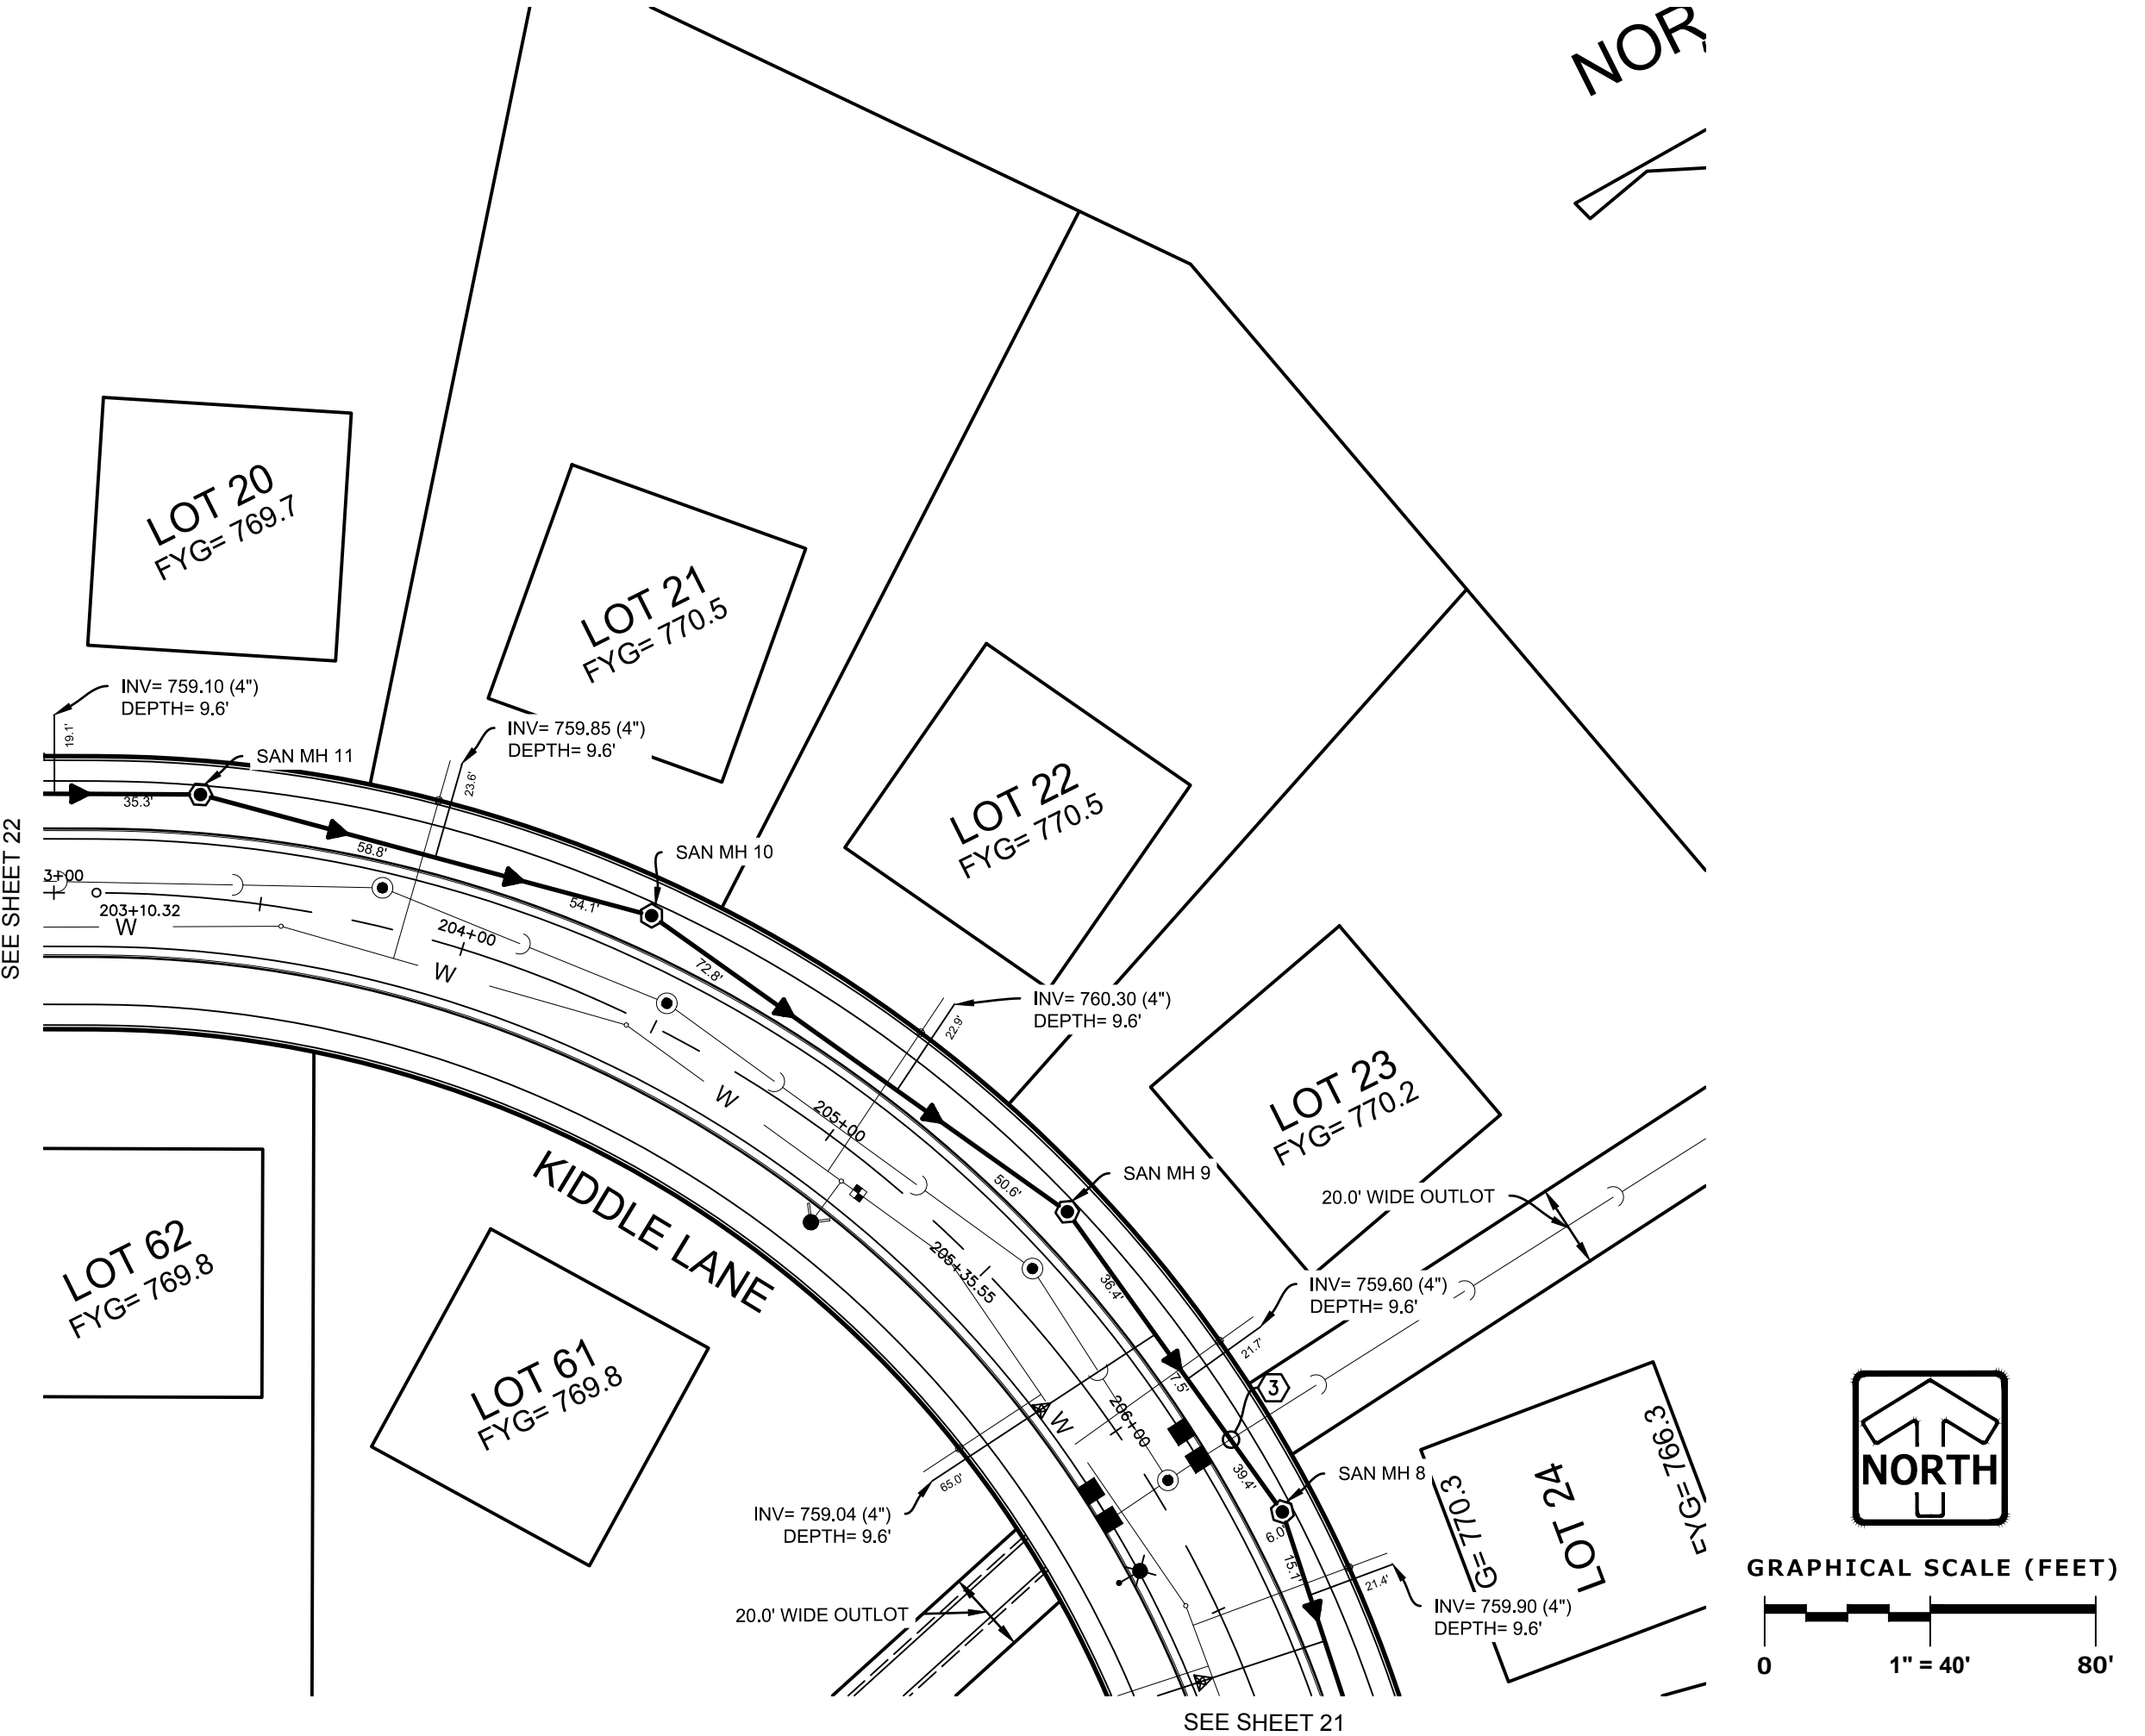 NOR
LOT 20
FYG= 769.7
LOT 21
FYG= 770.5
INV= 759.10 (4")
DEPTH= 9.6'
19.1'
INV= 759.85 (4")
DEPTH= 9.6'
23.6'
SAN MH 11
35.3'
58.8'
LOT 22
FYG= 770.5
SAN MH 10
54.1'
SEE SHEET 22
3+00
203+10.32
W
204+00
W
72.8'
INV= 760.30 (4")
DEPTH= 9.6'
22.9'
LOT 23
FYG= 770.2
W
205+00
SAN MH 9
50.6'
20.0' WIDE OUTLOT
KIDDLE LANE
LOT 62
FYG= 769.8
205+35.55
36.4'
INV= 759.60 (4")
DEPTH= 9.6'
21.7'
LOT 61
FYG= 769.8
7.5'
3
W
206+00
39.4'
65.0'
SAN MH 8
INV= 759.04 (4")
DEPTH= 9.6'
G= 770.3
LOT 24
FYG= 766.3
6.0'
15.1'
21.4'
INV= 759.90 (4")
DEPTH= 9.6'
20.0' WIDE OUTLOT
NORTH
GRAPHICAL SCALE (FEET)
0
1" = 40'
80'
SEE SHEET 21